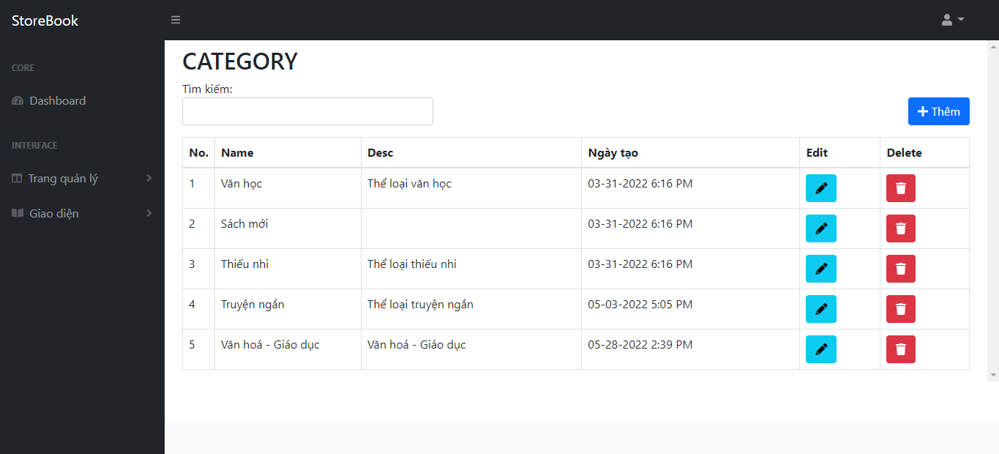 StoreBook
CORE
Dashboard
INTERFACE
Trang quản lý
Giao diện
CATEGORY
Tìm kiếm:
Thêm
No. Name Desc Ngày tạo Edit Delete
1 Văn học Thể loại văn học 03-31-2022 6:16 PM
2 Sách mới 03-31-2022 6:16 PM
3 Thiếu nhi Thể loại thiếu nhi 03-31-2022 6:16 PM
4 Truyện ngắn Thể loại truyện ngắn 05-03-2022 5:05 PM
5 Văn hoá - Giáo dục Văn hoá - Giáo dục 05-28-2022 2:39 PM